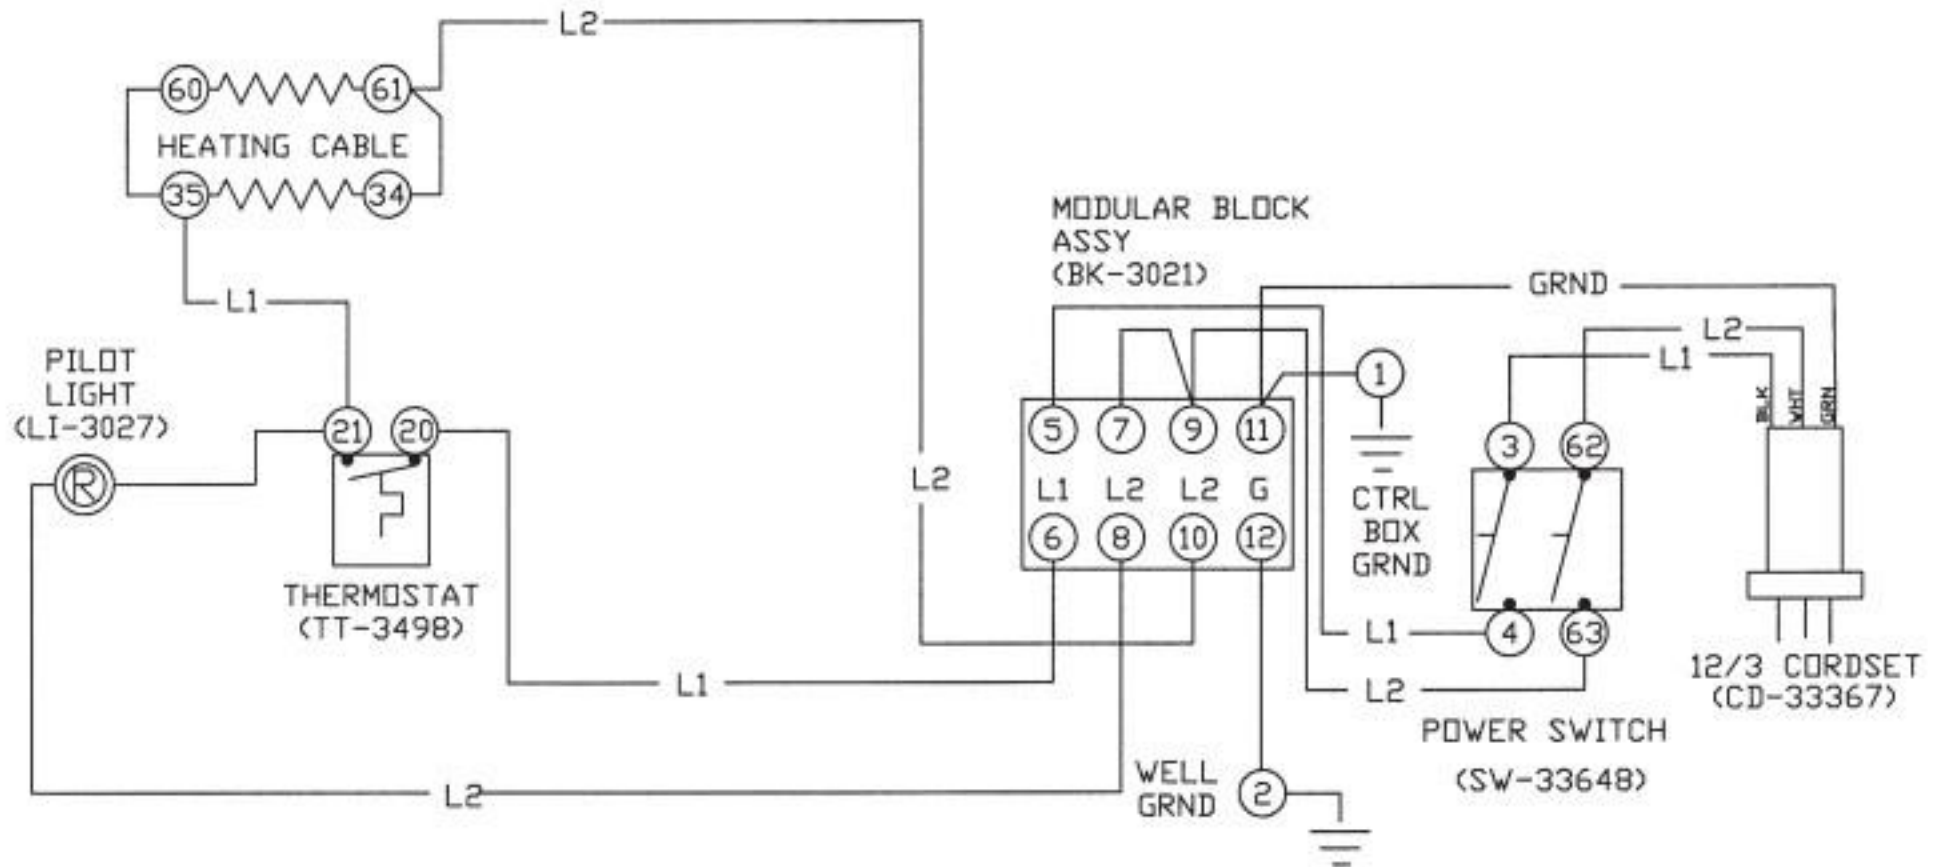 L2
60
61
HEATING CABLE
35
34
L1
PILOT
LIGHT
(LI-3027)
R
21
20
THERMOSTAT
(TT-3498)
L2
L1
L2
MODULAR BLOCK
ASSY
(BK-3021)
5
7
9
11
L1
L2
L2
G
6
8
10
12
1
CTRL
BOX
GRND
WELL
GRND
2
GRND
L2
L1
BLK
WHT
GRN
3
62
4
63
L1
L2
POWER SWITCH
(SW-33648)
12/3 CORDSET
(CD-33367)